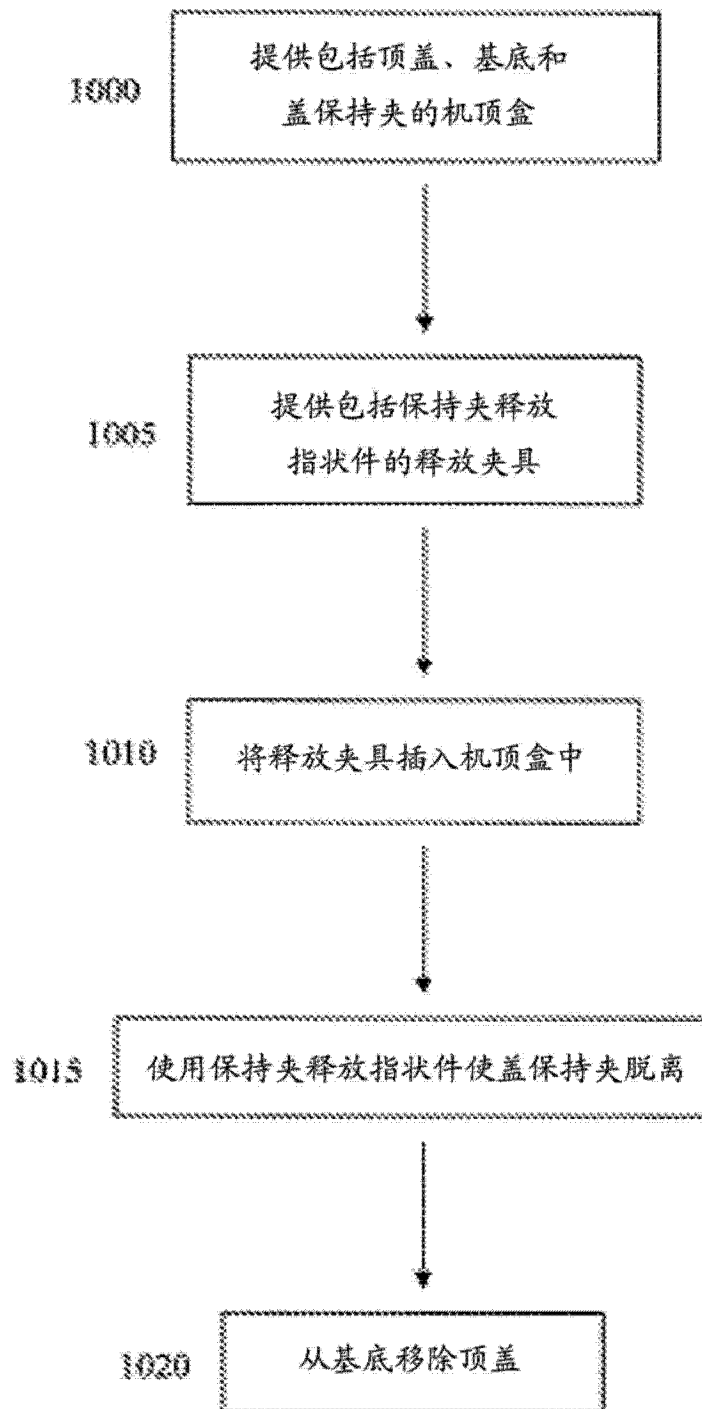 1000
提供包括顶盖、基底和
盖保持夹的机顶盒
1005
提供包括保持夹释放
指状件的释放夹具
1010
将释放夹具插入机顶盒中
1015
使用保持夹释放指状件使盖保持夹脱离
1020
从基底移除顶盖